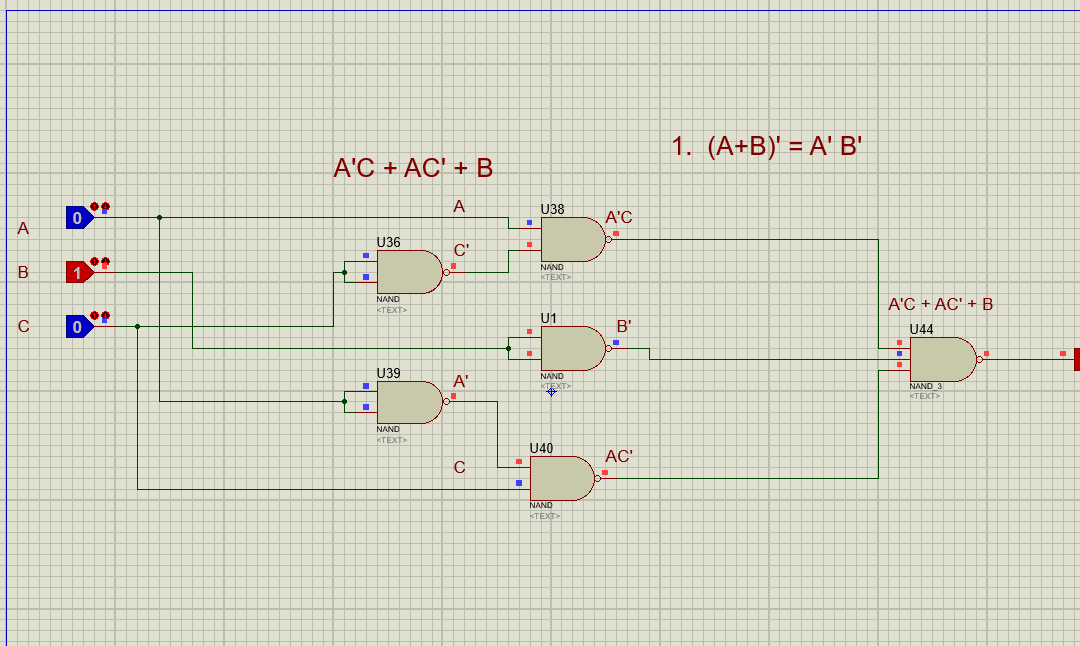 1. (A+B)' = A' B'
A'C + AC' + B
A
0
A
U38
A'C
NAND
<TEXT>
U36
C'
NAND
<TEXT>
B
1
C
0
U1
B'
NAND
<TEXT>
A'C + AC' + B
U44
NAND_3
<TEXT>
U39
A'
NAND
<TEXT>
C
U40
AC'
NAND
<TEXT>